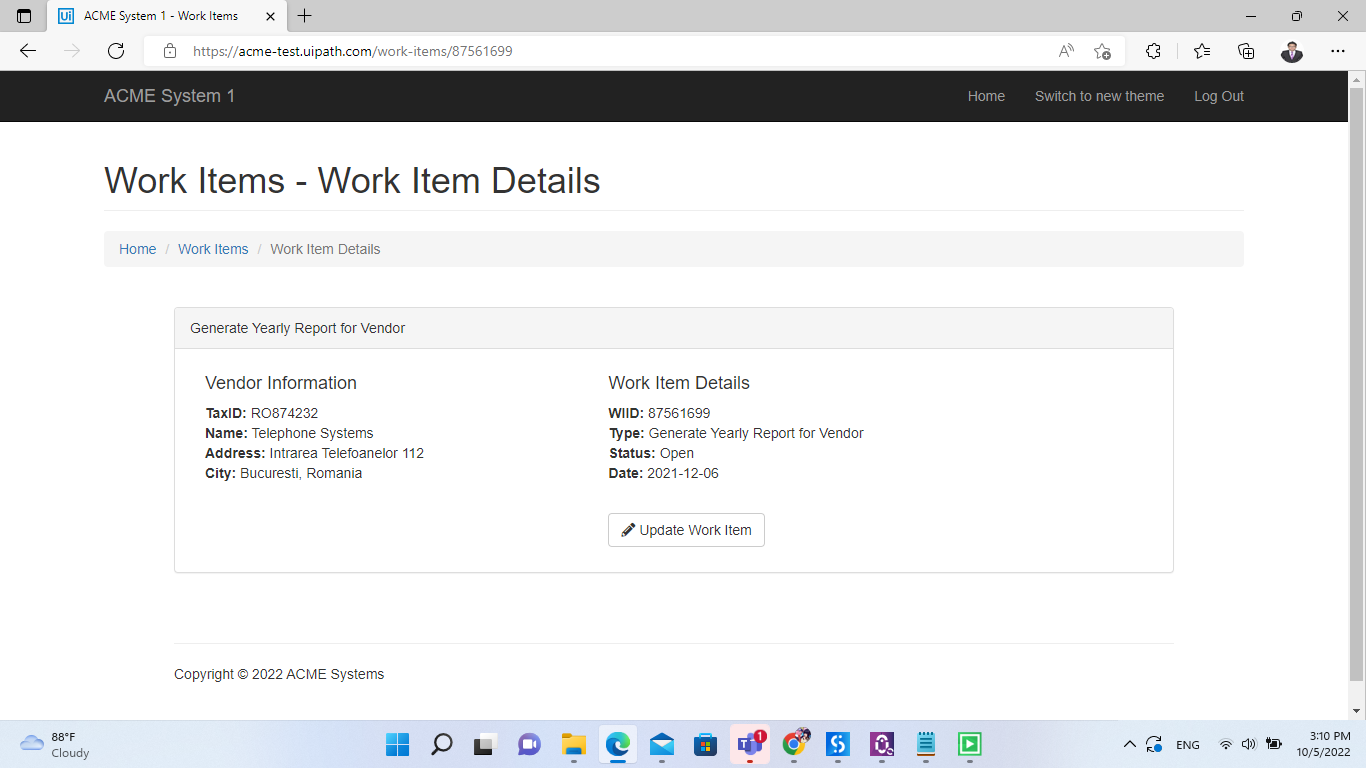 ACME System 1 - Work Items
https://acme-test.uipath.com/work-items/87561699
ACME System 1
Home
Switch to new theme
Log Out
Work Items - Work Item Details
Home / Work Items / Work Item Details
Generate Yearly Report for Vendor
Vendor Information
TaxID: RO874232
Name: Telephone Systems
Address: Intrarea Telefoanelor 112
City: Bucuresti, Romania
Work Item Details
WIID: 87561699
Type: Generate Yearly Report for Vendor
Status: Open
Date: 2021-12-06
Update Work Item
Copyright © 2022 ACME Systems
88°F
Cloudy
1
ENG
3:10 PM
10/5/2022